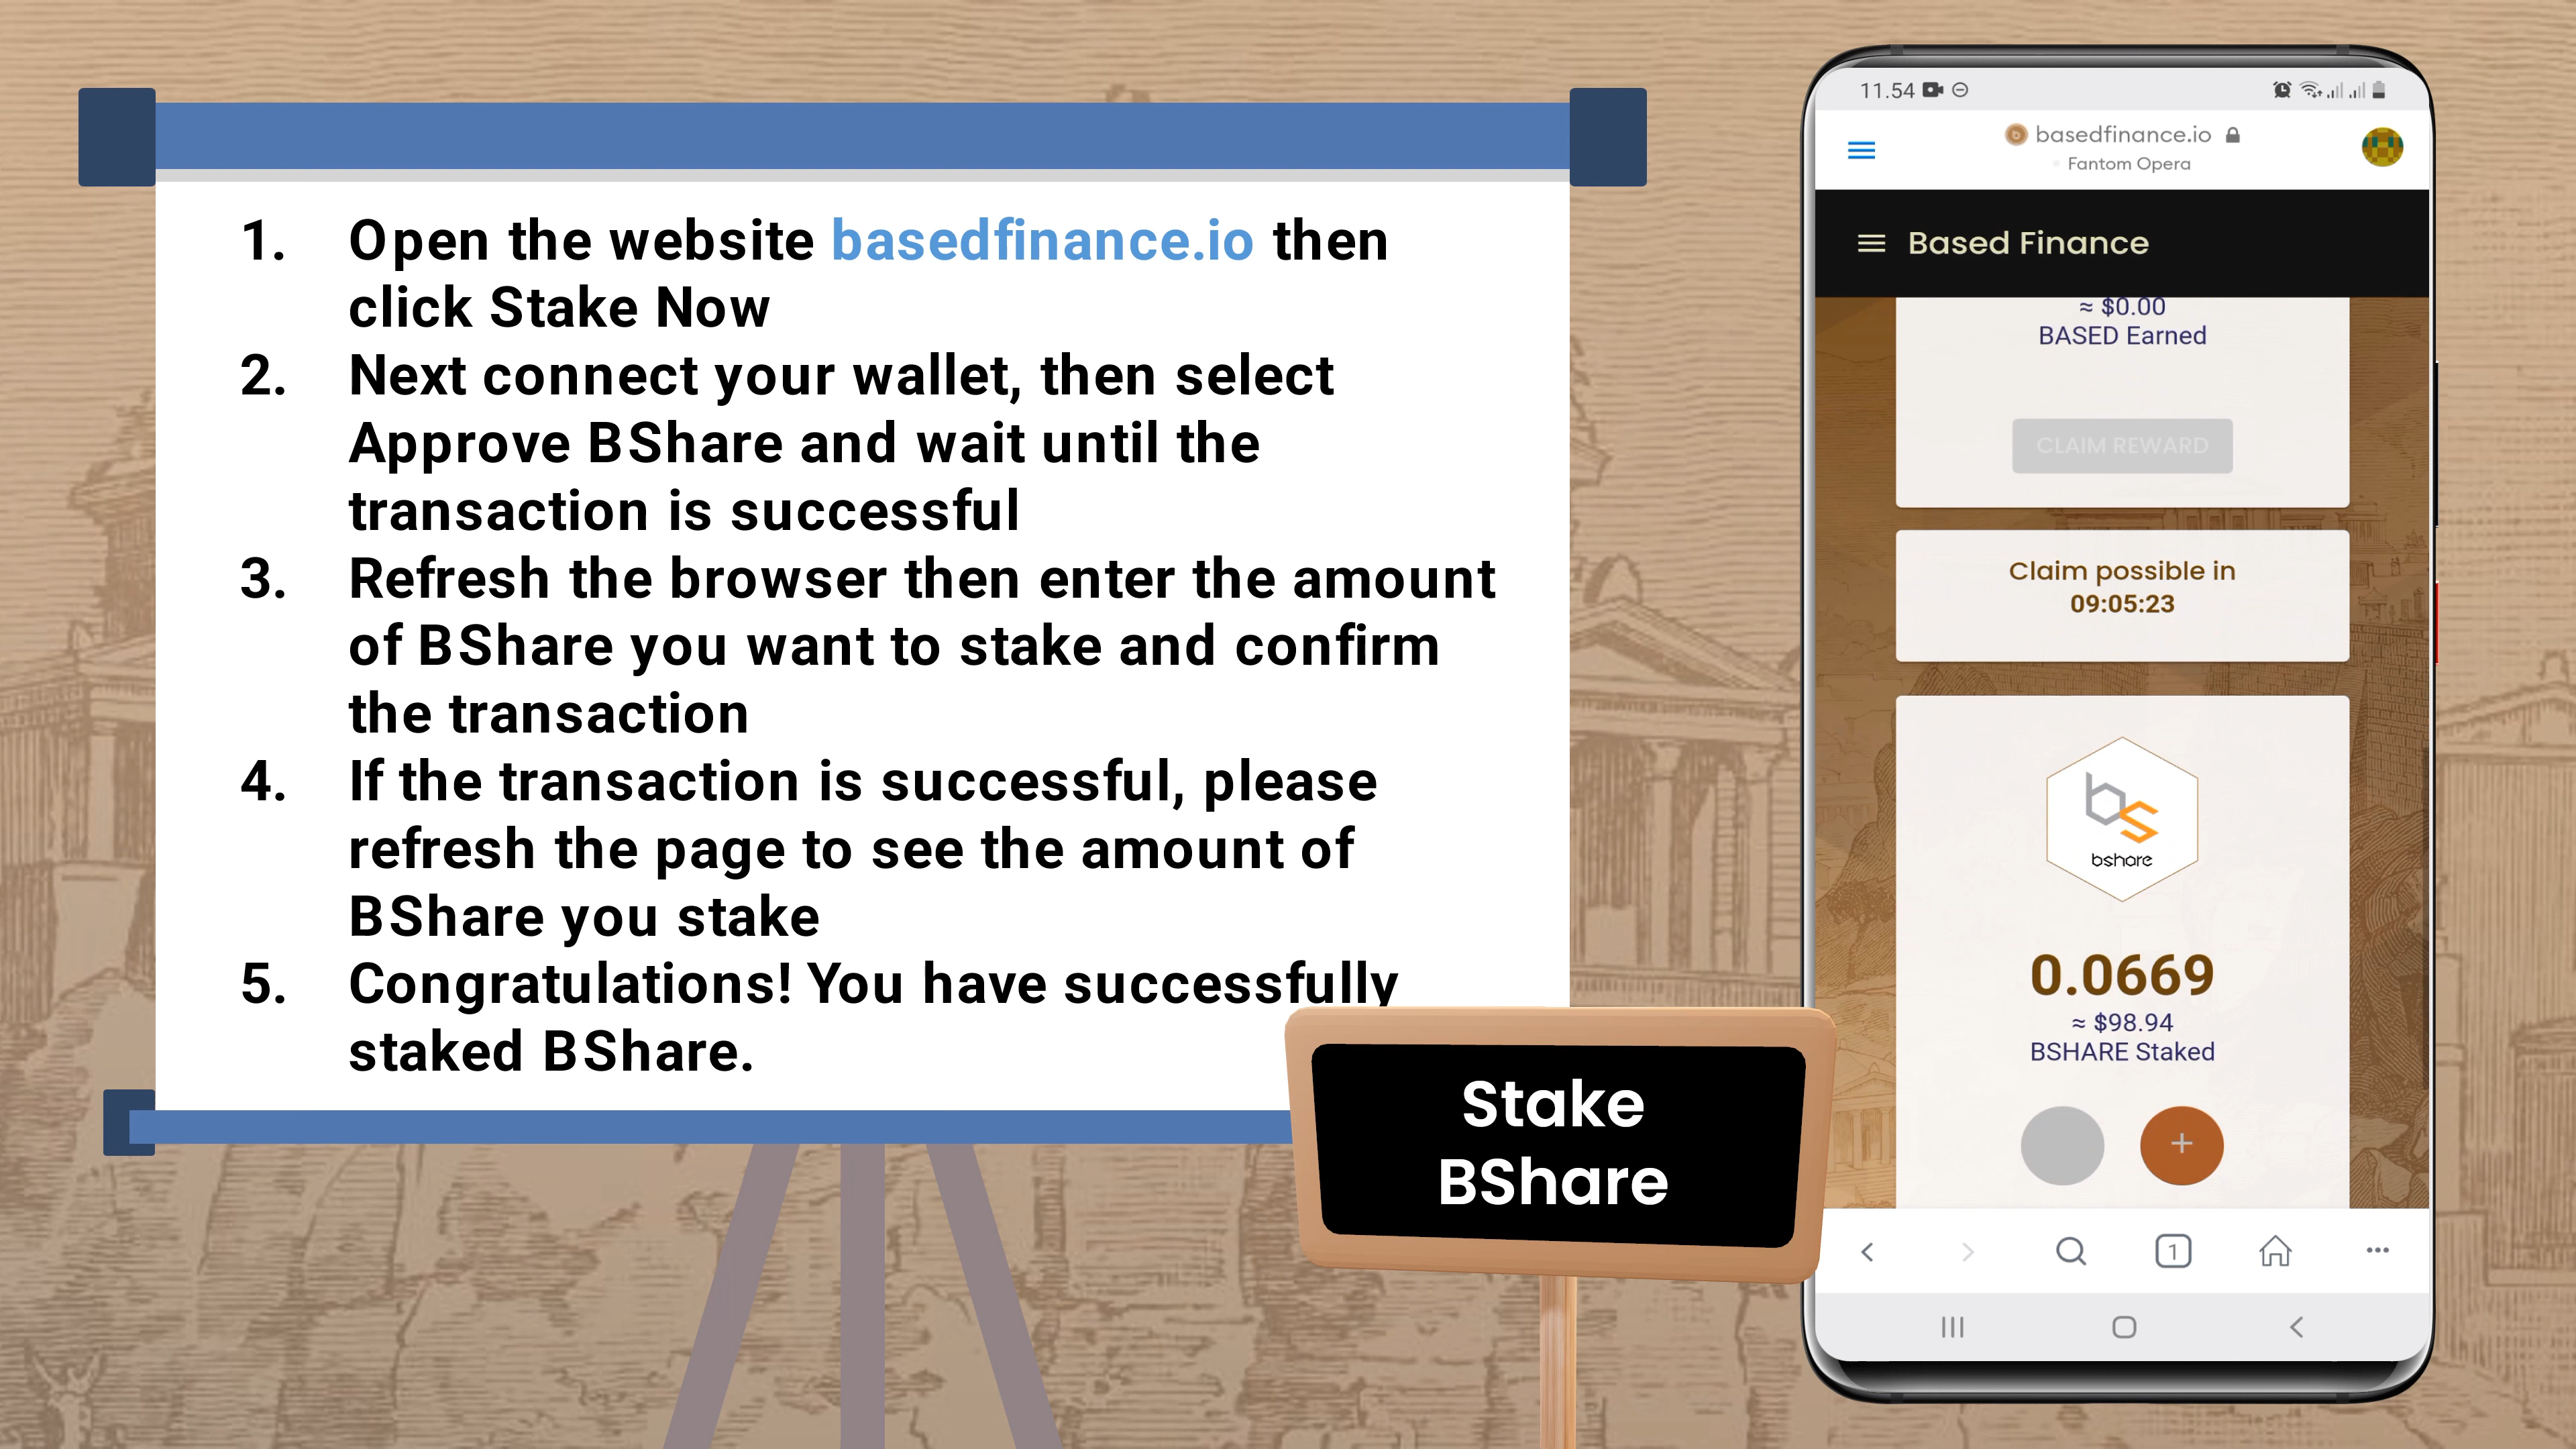 1. Open the website basedfinance.io then
click Stake Now
2. Next connect your wallet, then select
Approve BShare and wait until the
transaction is successful
3. Refresh the browser then enter the amount
of BShare you want to stake and confirm
the transaction
4. If the transaction is successful, please
refresh the page to see the amount of
BShare you stake
5. Congratulations! You have successfully
staked BShare.
Stake
BShare
11.54
basedfinance.io
Fantom Opera
Based Finance
≈ $0.00
BASED Earned
CLAIM REWARD
Claim possible in
09:05:23
bs
bshare
0.0669
≈ $98.94
BSHARE Staked
+
1